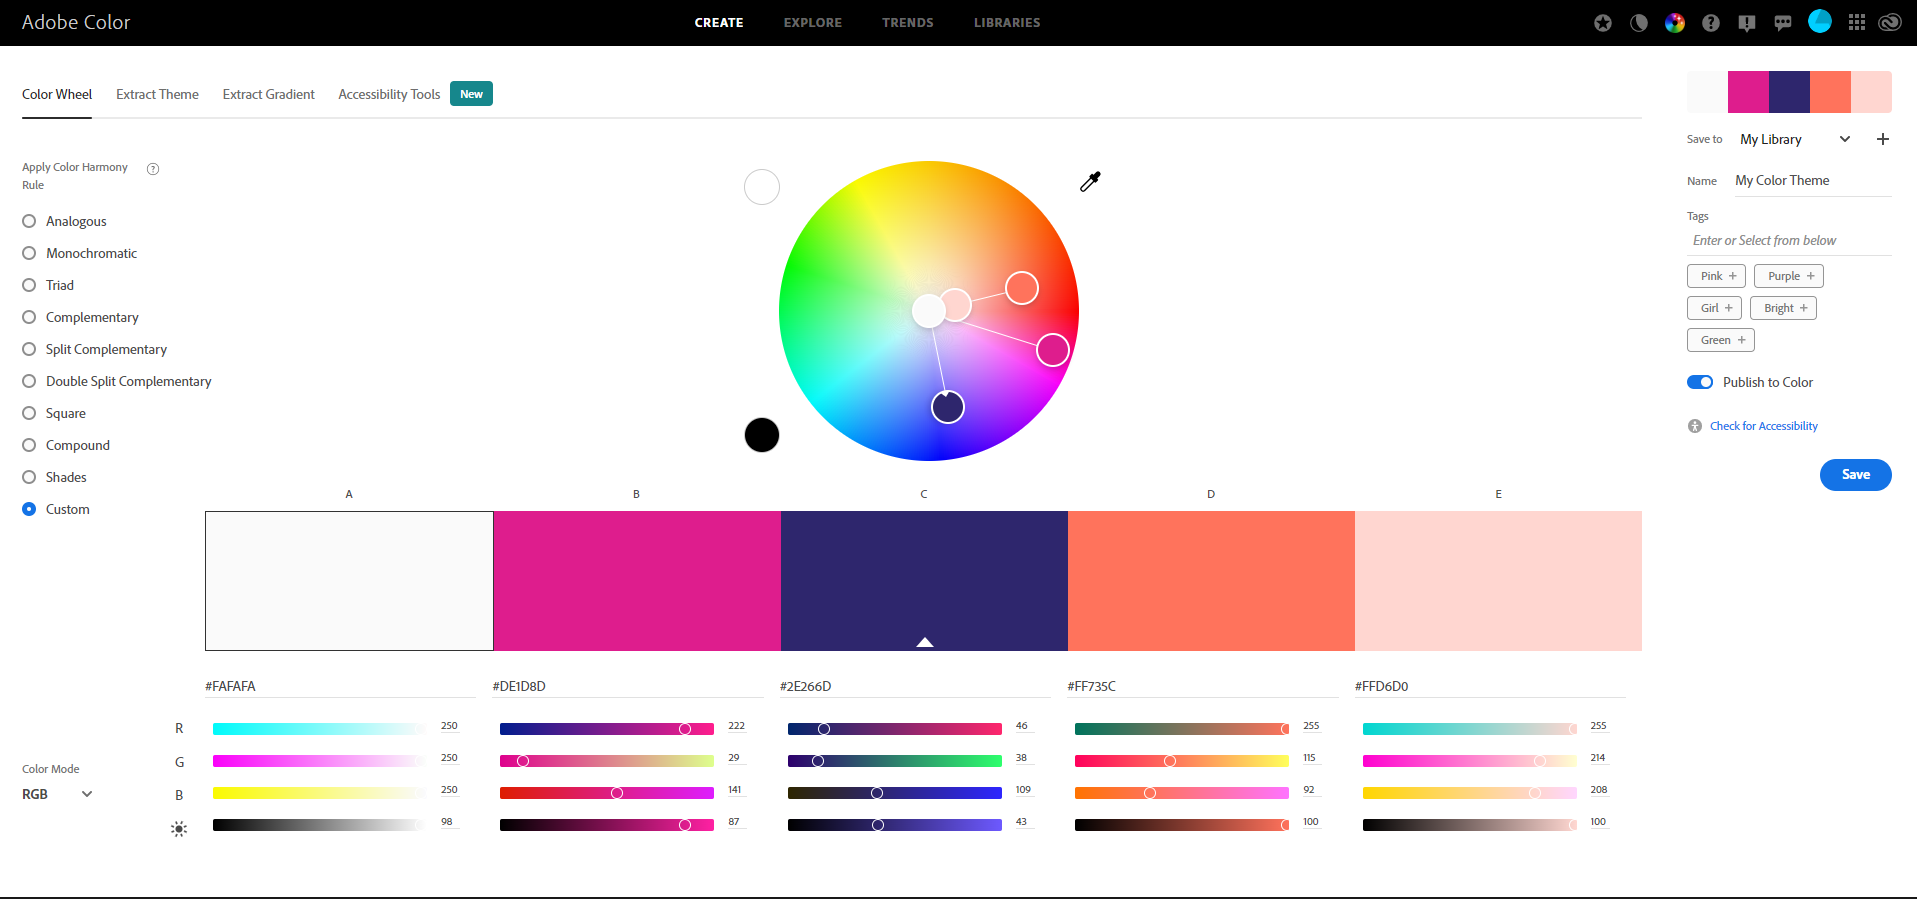 Adobe Color
CREATE EXPLORE TRENDS LIBRARIES
Color Wheel Extract Theme Extract Gradient Accessibility Tools New
Apply Color Harmony
Rule
Analogous
Monochromatic
Triad
Complementary
Split Complementary
Double Split Complementary
Square
Compound
Shades
Custom
Save to My Library
Name My Color Theme
Tags
Enter or Select from below
Pink + Purple +
Girl + Bright +
Green +
Publish to Color
Check for Accessibility
Save
A B C D E
#FAFAFA #DE1D8D #2E266D #FF735C #FFD6D0
R 250 222 46 255 255
G 250 29 38 115 214
B 250 141 109 92 208
98 87 43 100 100
Color Mode
RGB